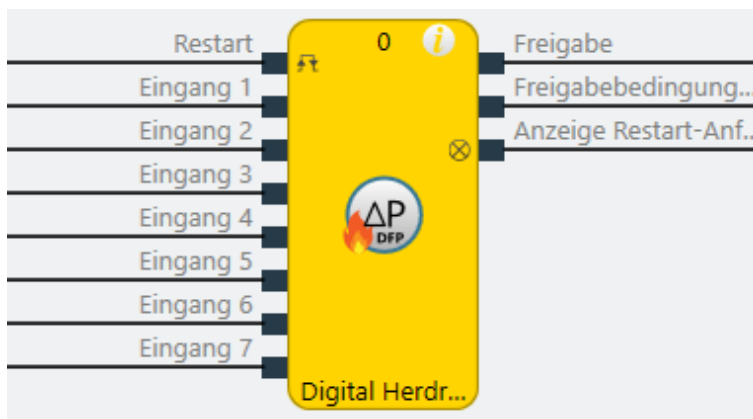 Restart
0
i
Freigabe
Eingang 1
Freigabebedingung...
Eingang 2
Anzeige Restart-Anf...
Eingang 3
Eingang 4
ΔP
DFP
Eingang 5
Eingang 6
Eingang 7
Digital Herdr...